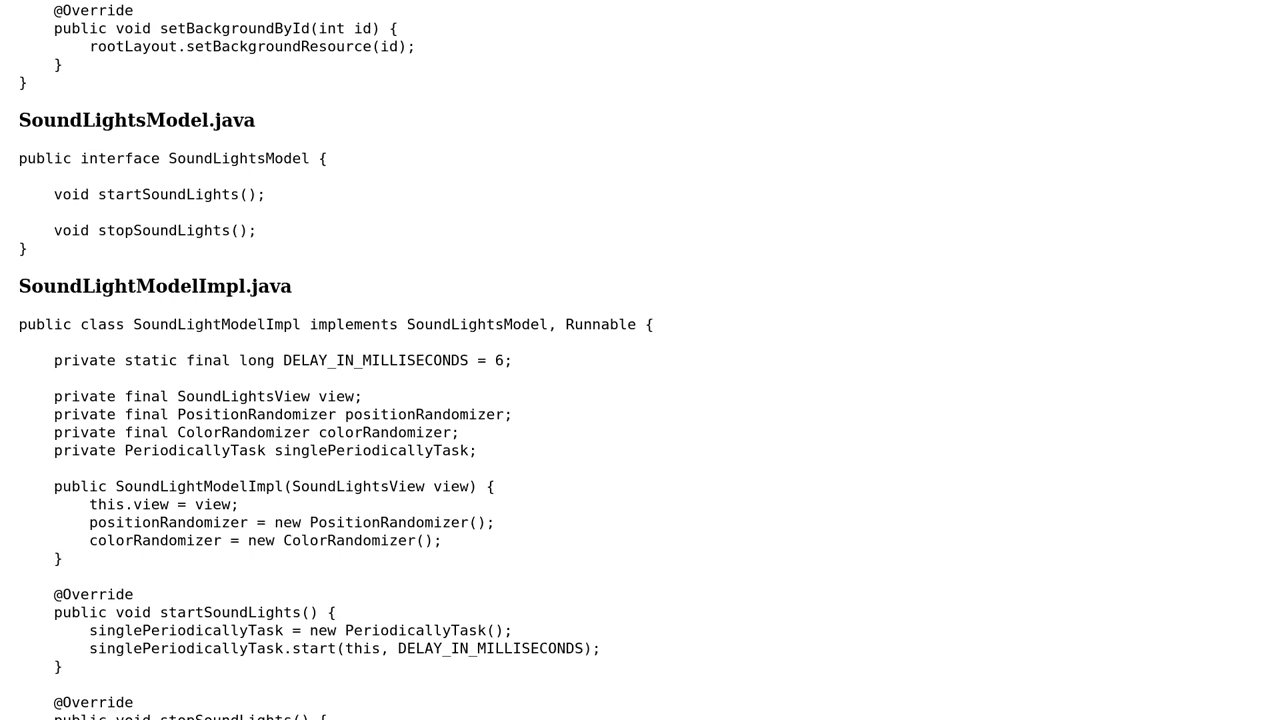 @Override
    public void setBackgroundById(int id) {
        rootLayout.setBackgroundResource(id);
    }
}
SoundLightsModel.java
public interface SoundLightsModel {
    void startSoundLights();
    void stopSoundLights();
}
SoundLightModelImpl.java
public class SoundLightModelImpl implements SoundLightsModel, Runnable {
    private static final long DELAY_IN_MILLISECONDS = 6;
    private final SoundLightsView view;
    private final PositionRandomizer positionRandomizer;
    private final ColorRandomizer colorRandomizer;
    private PeriodicallyTask singlePeriodicallyTask;
    public SoundLightModelImpl(SoundLightsView view) {
        this.view = view;
        positionRandomizer = new PositionRandomizer();
        colorRandomizer = new ColorRandomizer();
    }
    @Override
    public void startSoundLights() {
        singlePeriodicallyTask = new PeriodicallyTask();
        singlePeriodicallyTask.start(this, DELAY_IN_MILLISECONDS);
    }
    @Override
    public void stopSoundLights() {